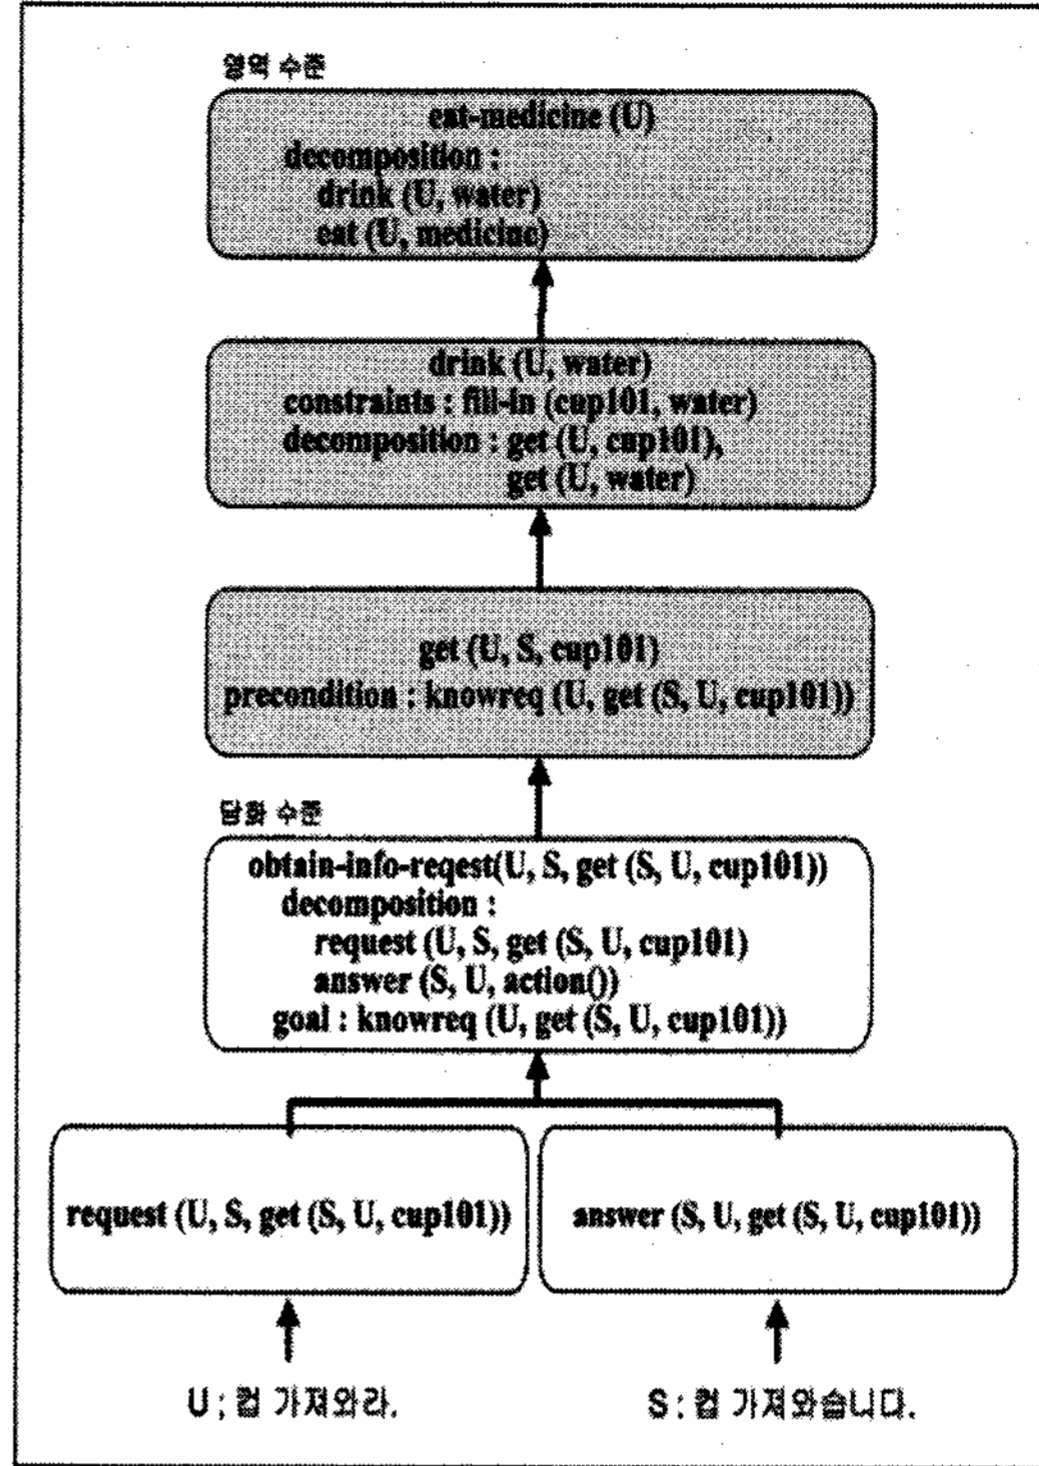 영역 수준
eat-medicine (U)
decomposition :
drink (U, water)
eat (U, medicine)
drink (U, water)
constraints : fill-in (cup101, water)
decomposition : get (U, cup101),
get (U, water)
get (U, S, cup101)
precondition : knowreq (U, get (S, U, cup101))
담화 수준
obtain-info-reqest(U, S, get (S, U, cup101))
decomposition :
request (U, S, get (S, U, cup101)
answer (S, U, action())
goal : knowreq (U, get (S, U, cup101))
request (U, S, get (S, U, cup101))
answer (S, U, get (S, U, cup101))
U ; 컵 가져와라.
S : 컵 가져와습니다.